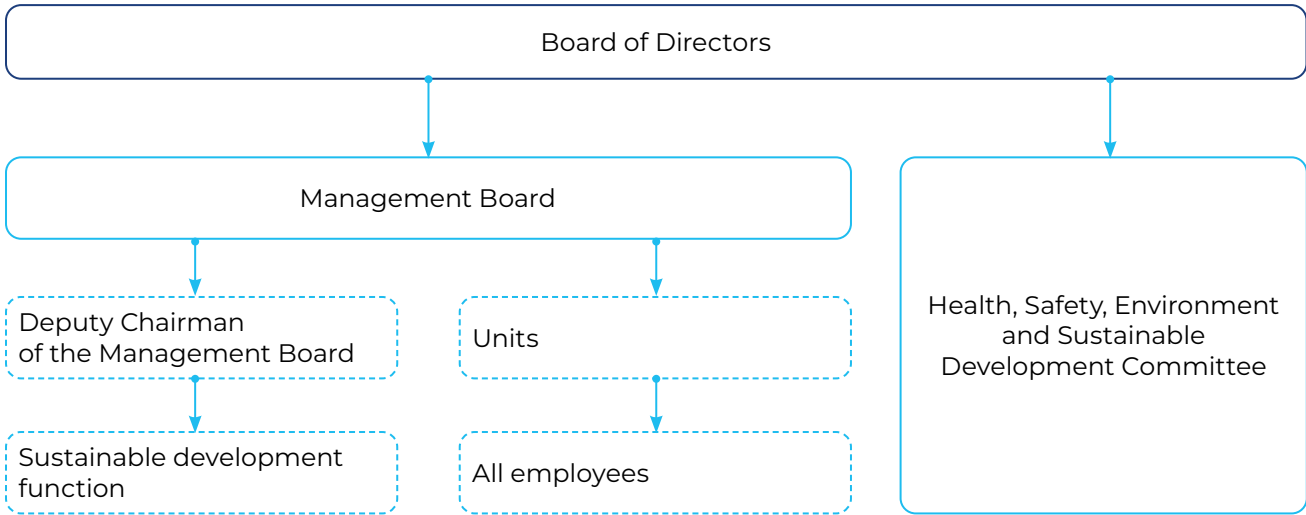 Board of Directors
Management Board
Deputy Chairman
of the Management Board
Units
Sustainable development
function
All employees
Health, Safety, Environment
and Sustainable
Development Committee